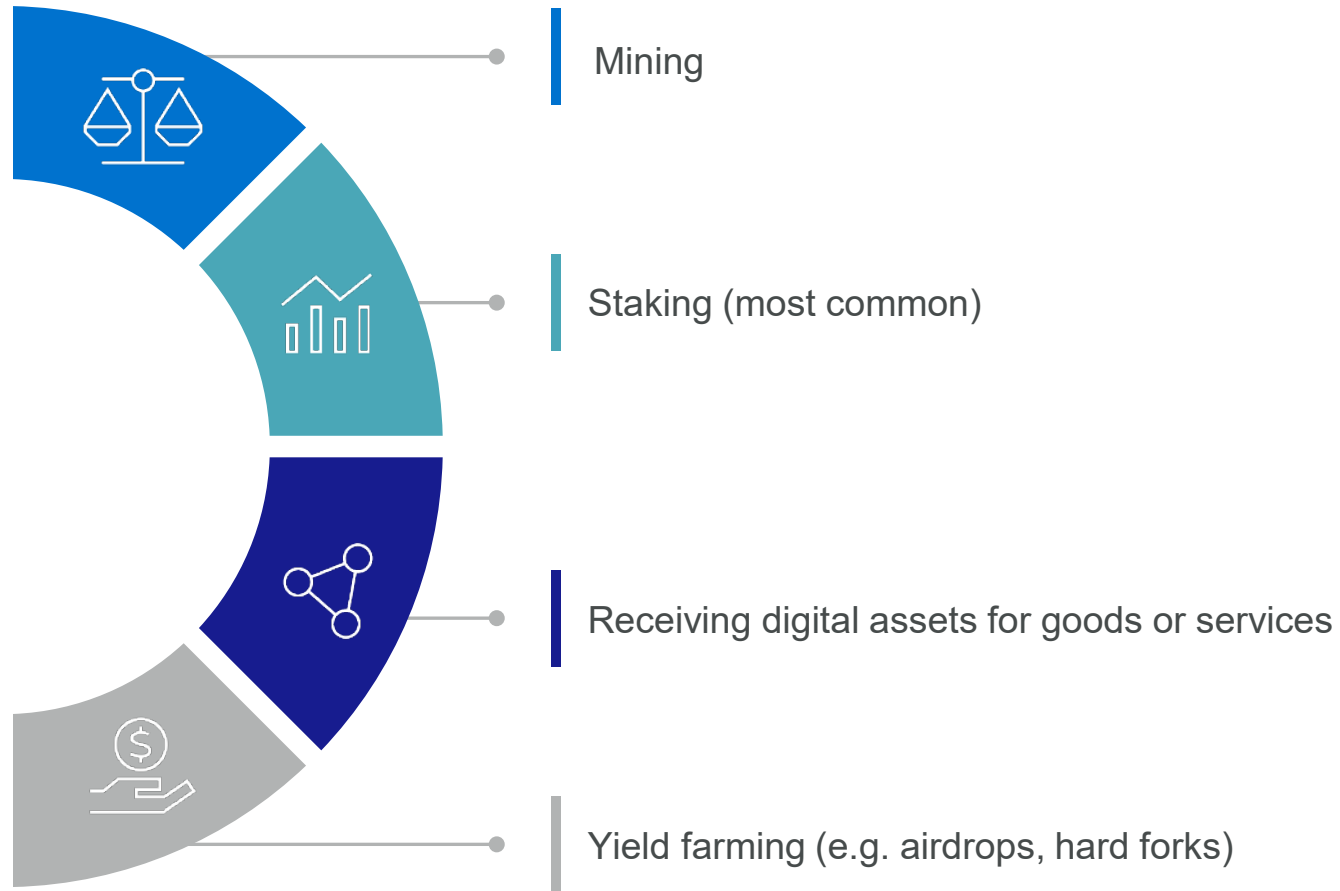 Mining
Staking (most common)
Receiving digital assets for goods or services
$
Yield farming (e.g. airdrops, hard forks)